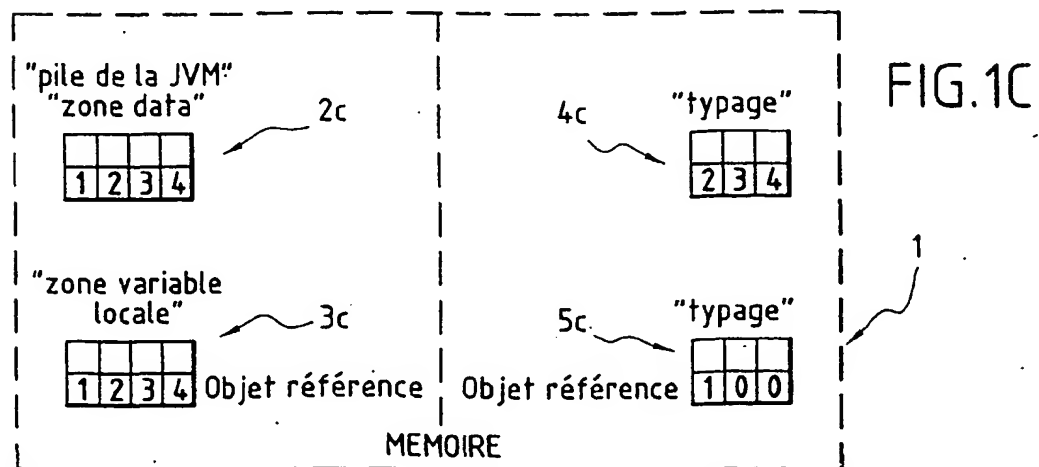 FIG.1C
"pile de la JVM"
"zone data"
2c
1 2 3 4
"typage"
4c
2 3 4
1
"zone variable
locale"
3c
1 2 3 4 Objet référence
"typage"
5c
Objet référence 1 0 0
MEMOIRE